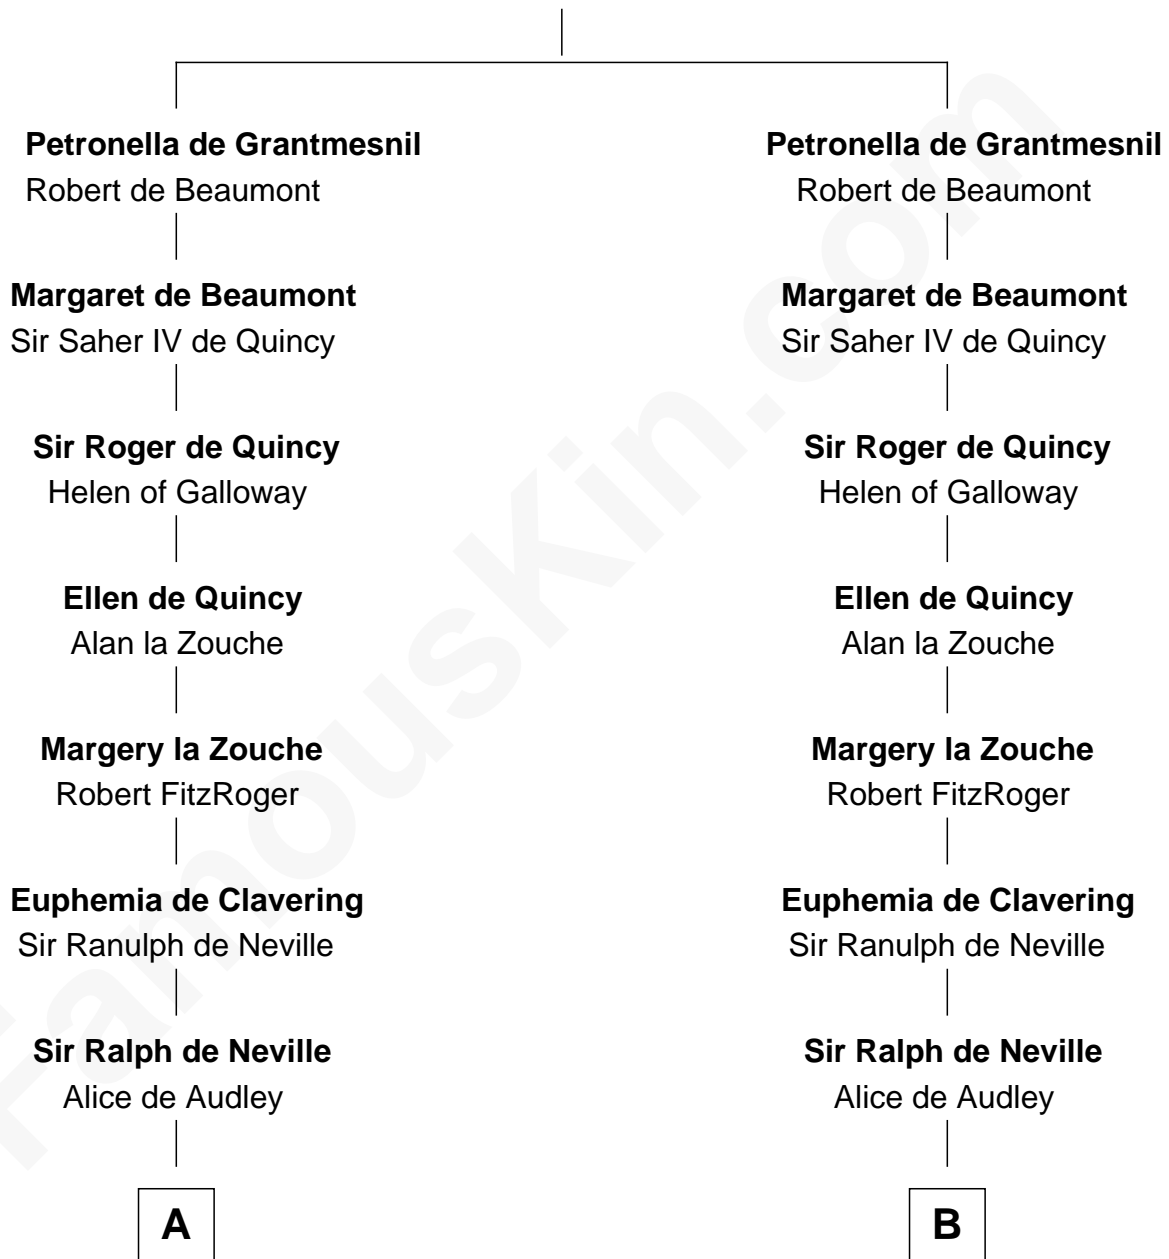 Petronella de Grantmesnil Petronella de Grantmesnil
Robert de Beaumont Robert de Beaumont
Margaret de Beaumont Margaret de Beaumont
Sir Saher IV de Quincy Sir Saher IV de Quincy
Sir Roger de Quincy Sir Roger de Quincy
Helen of Galloway Helen of Galloway
Ellen de Quincy Ellen de Quincy
Alan la Zouche Alan la Zouche
Margery la Zouche Margery la Zouche
Robert FitzRoger Robert FitzRoger
Euphemia de Clavering Euphemia de Clavering
Sir Ranulph de Neville Sir Ranulph de Neville
Sir Ralph de Neville Sir Ralph de Neville
Alice de Audley Alice de Audley
A B
FamousKin.com